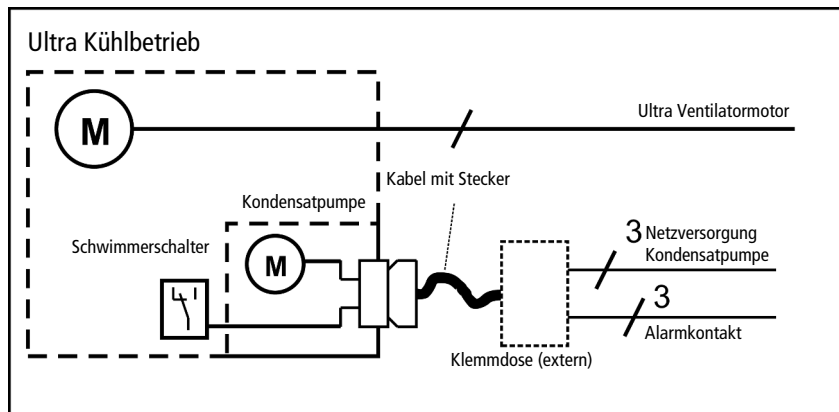 Ultra Kühlbetrieb
M
Ultra Ventilatormotor
Kabel mit Stecker
Kondensatpumpe
Schwimmerschalter
M
3 Netzversorgung
Kondensatpumpe
3
Alarmkontakt
Klemmdose (extern)